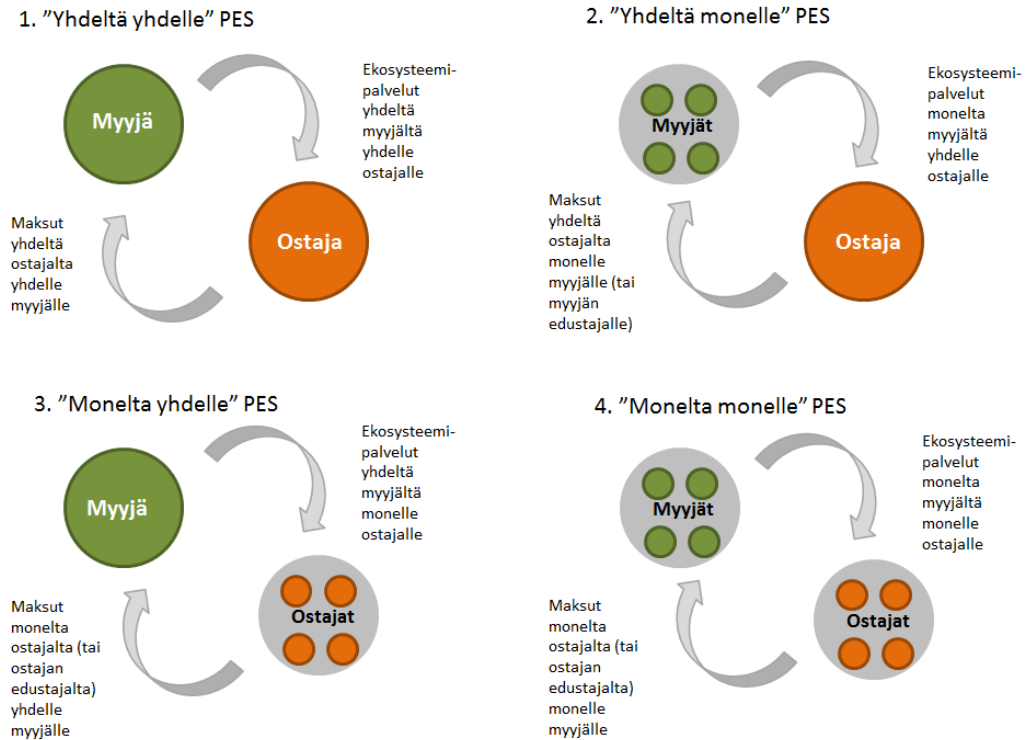 1. ”Yhdeltä yhdelle” PES
Myyjä
Ekosysteemi-
palvelut
yhdeltä
myyjältä
yhdelle
ostajalle
Maksut
yhdeltä
ostajalta
yhdelle
myyjälle
Ostaja
2. ”Yhdeltä monelle” PES
Myyjät
Ekosysteemi-
palvelut
monelta
myyjältä
yhdelle
ostajalle
Maksut
yhdeltä
ostajalta
monelle
myyjälle (tai
myyjän
edustajalle)
Ostaja
3. ”Monelta yhdelle” PES
Myyjä
Ekosysteemi-
palvelut
yhdeltä
myyjältä
monelle
ostajalle
Maksut
monelta
ostajalta (tai
ostajan
edustajalta)
yhdelle
myyjälle
Ostajat
4. ”Monelta monelle” PES
Myyjät
Ekosysteemi-
palvelut
monelta
myyjältä
monelle
ostajalle
Maksut
monelta
ostajalta (tai
ostajan
edustajalta)
monelle
myyjälle
Ostajat